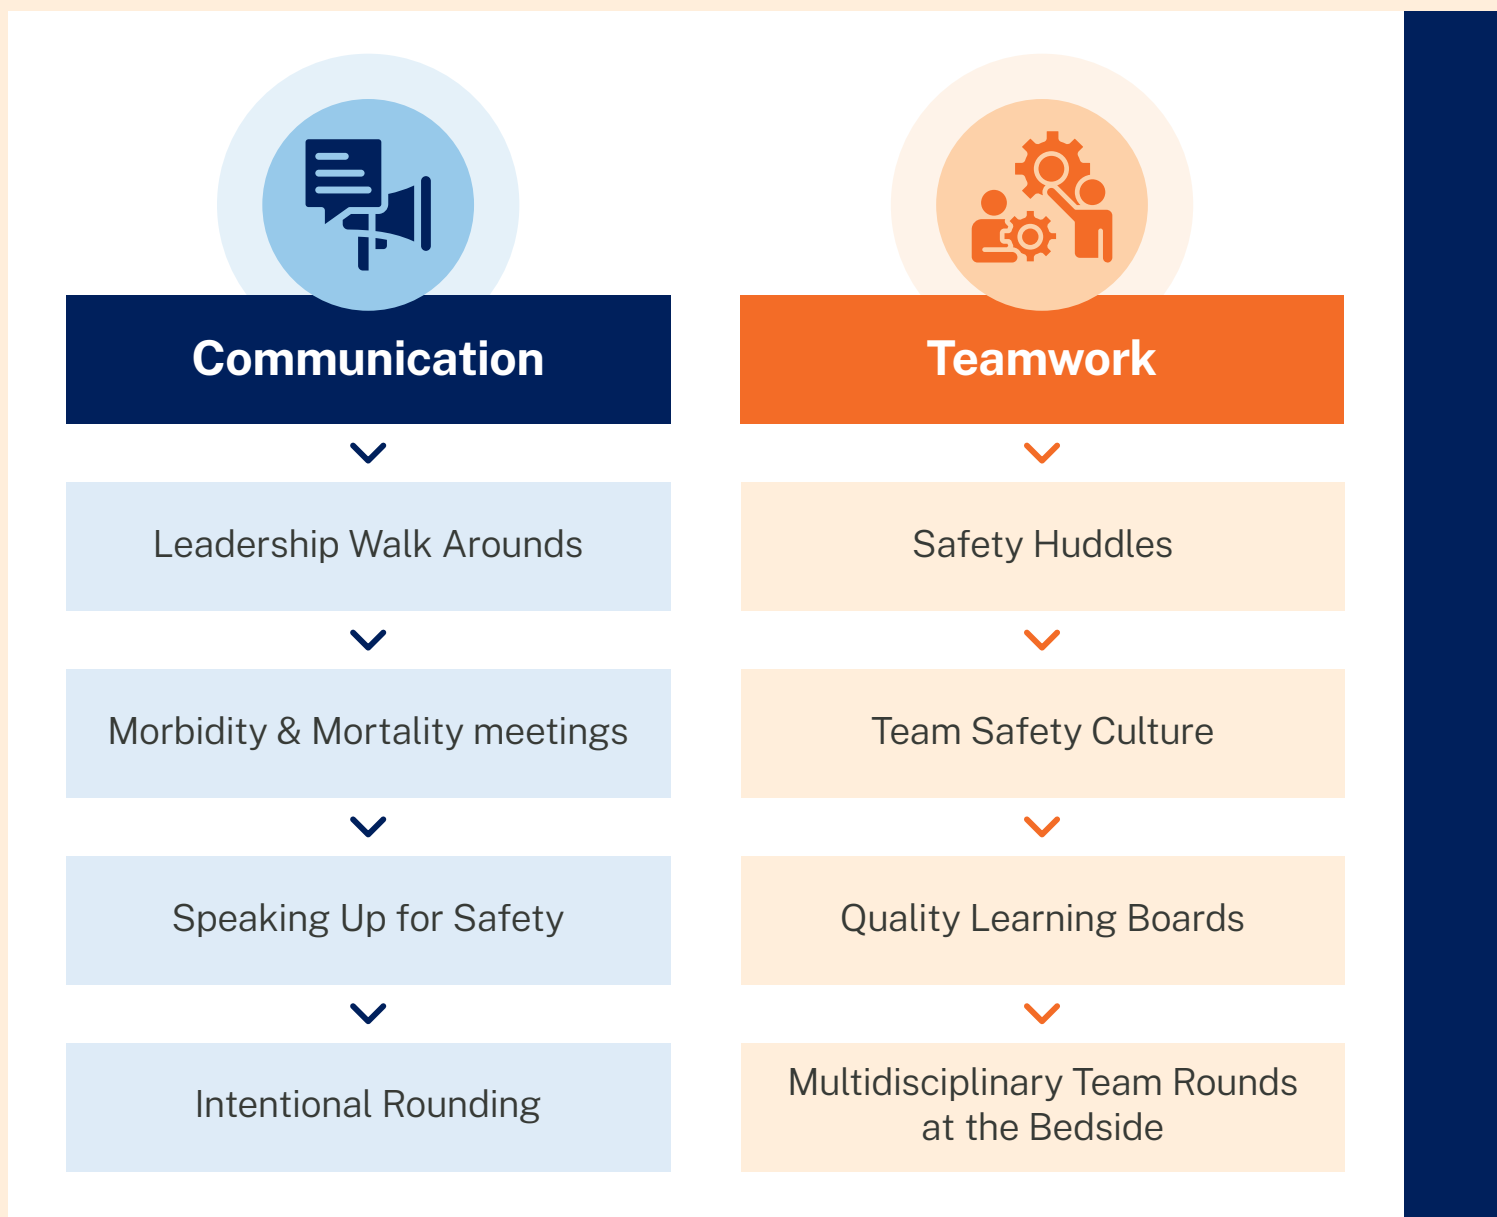 Communication
Leadership Walk Arounds
Morbidity & Mortality meetings
Speaking Up for Safety
Intentional Rounding
Teamwork
Safety Huddles
Team Safety Culture
Quality Learning Boards
Multidisciplinary Team Rounds
at the Bedside